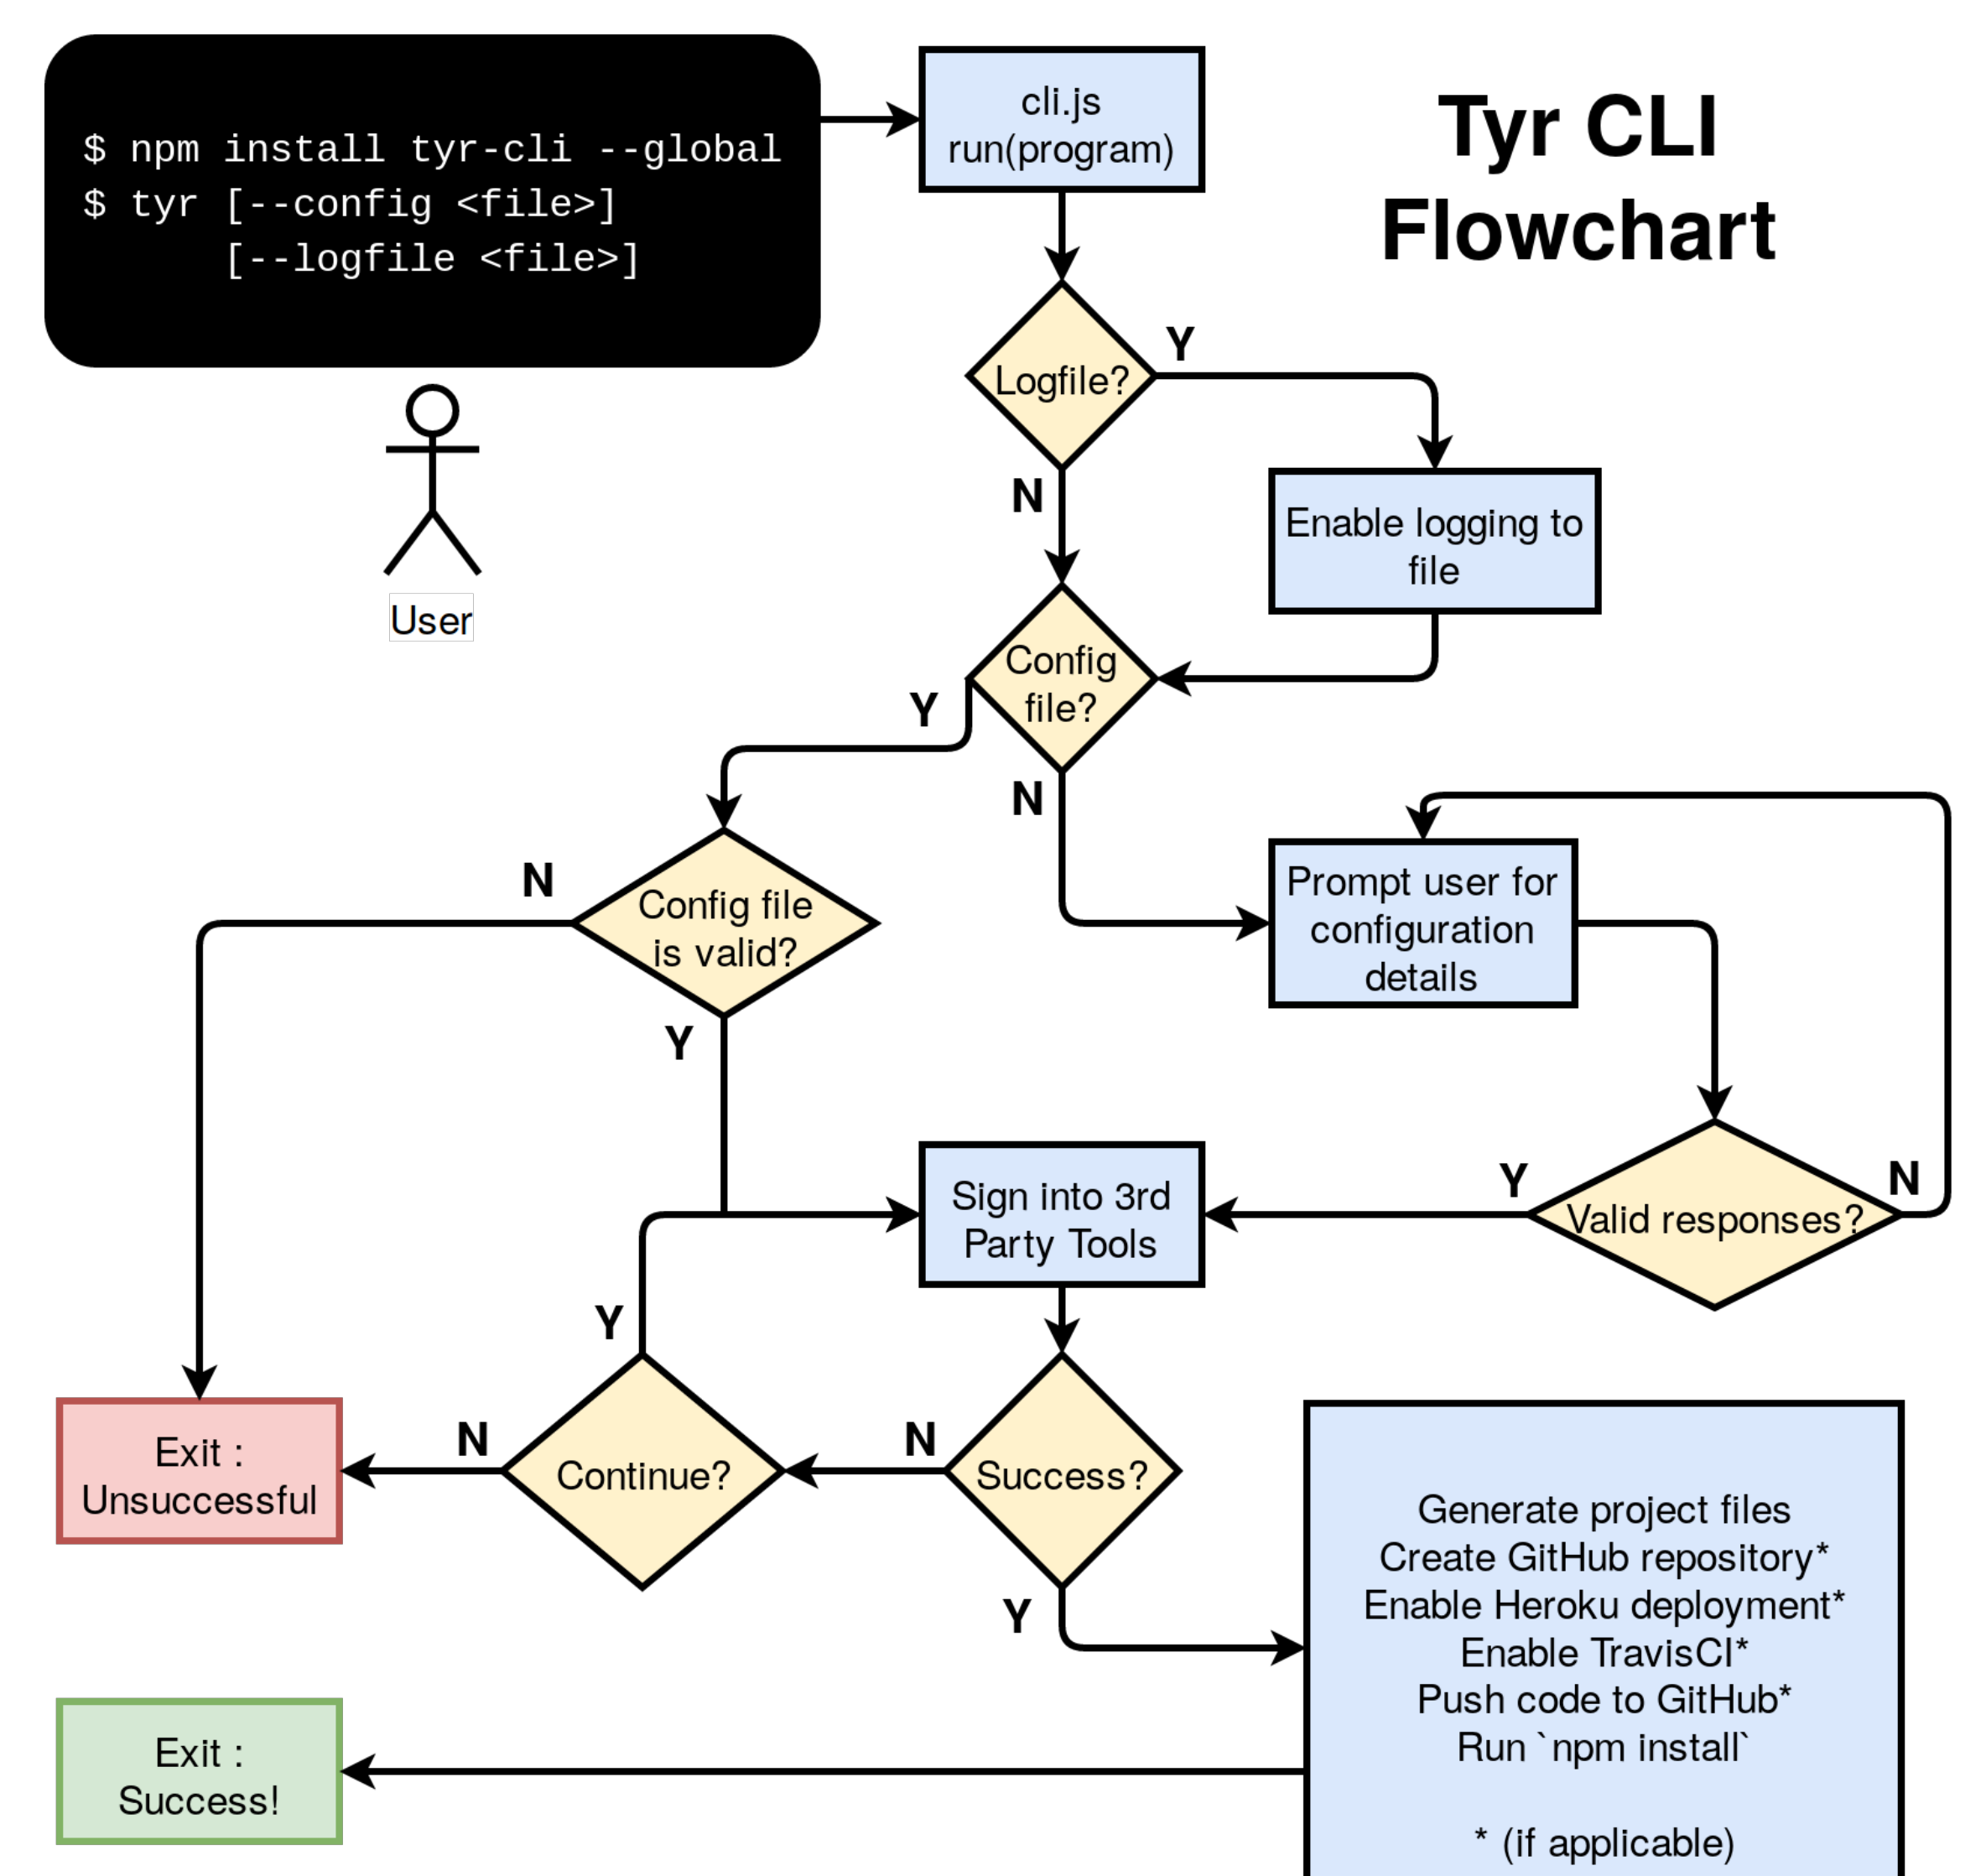 $ npm install tyr-cli --global
$ tyr [--config <file>]
[--logfile <file>]
User
cli.js
run(program)
Tyr CLI
Flowchart
Logfile?
Y
N
Enable logging to
file
Config
file?
Y
N
Config file
is valid?
N
Y
Prompt user for
configuration
details
Valid responses?
Y
N
Sign into 3rd
Party Tools
Success?
N
Y
Continue?
Y
N
Exit :
Unsuccessful
Generate project files
Create GitHub repository*
Enable Heroku deployment*
Enable TravisCI*
Push code to GitHub*
Run `npm install`
* (if applicable)
Exit :
Success!